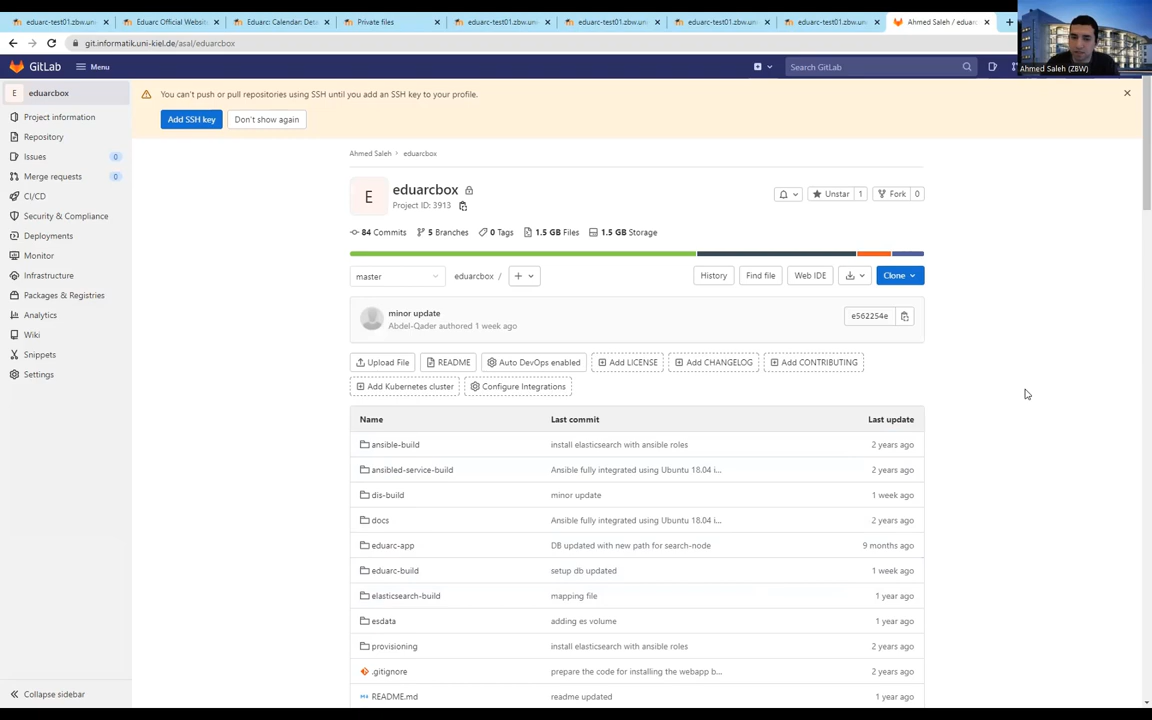 eduarc-test01.zbw.uni
Eduarc Official Website
Eduarc: Calendar: Deta
Private files
eduarc-test01.zbw.uni
eduarc-test01.zbw.uni
eduarc-test01.zbw.uni
eduarc-test01.zbw.uni
Ahmed Saleh / eduarc
git.informatik.uni-kiel.de/asal/eduarcbox
Ahmed Saleh (ZBW)
GitLab
Menu
Search GitLab
E eduarcbox
Project information
Repository
Issues 0
Merge requests 0
CI/CD
Security & Compliance
Deployments
Monitor
Infrastructure
Packages & Registries
Analytics
Wiki
Snippets
Settings
Collapse sidebar
You can't push or pull repositories using SSH until you add an SSH key to your profile.
Add SSH key Don't show again
Ahmed Saleh > eduarcbox
E
eduarcbox
Project ID: 3913
Unstar 1 Fork 0
84 Commits 5 Branches 0 Tags 1.5 GB Files 1.5 GB Storage
master eduarcbox / + History Find file Web IDE Clone
minor update
Abdel-Qader authored 1 week ago
e562254e
Upload File README Auto DevOps enabled Add LICENSE Add CHANGELOG Add CONTRIBUTING
Add Kubernetes cluster Configure Integrations
Name Last commit Last update
ansible-build install elasticsearch with ansible roles 2 years ago
ansibled-service-build Ansible fully integrated using Ubuntu 18.04 i... 2 years ago
dis-build minor update 1 week ago
docs Ansible fully integrated using Ubuntu 18.04 i... 2 years ago
eduarc-app DB updated with new path for search-node 9 months ago
eduarc-build setup db updated 1 week ago
elasticsearch-build mapping file 1 year ago
esdata adding es volume 1 year ago
provisioning install elasticsearch with ansible roles 2 years ago
.gitignore prepare the code for installing the webapp b... 2 years ago
README.md readme updated 1 year ago